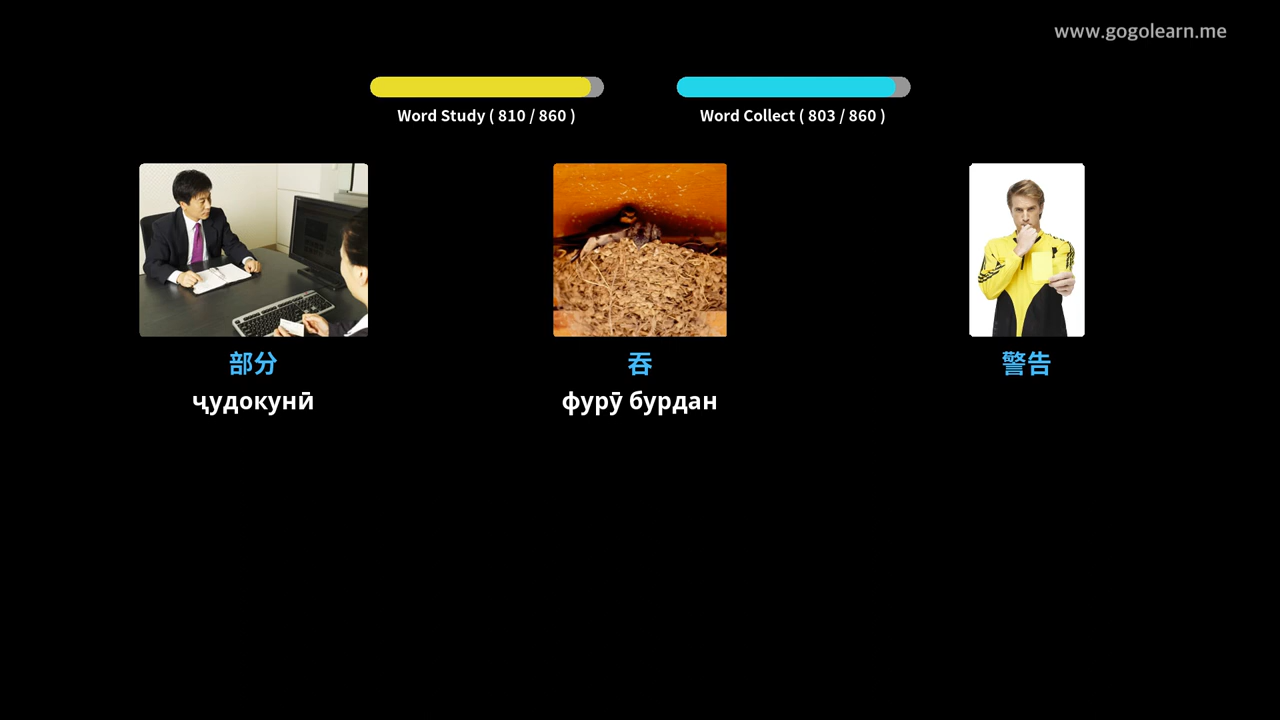 www.gogolearn.me
Word Study ( 810 / 860 )
Word Collect ( 803 / 860 )
部分
吞
警告
ҷудокунӣ
фурӯ бурдан